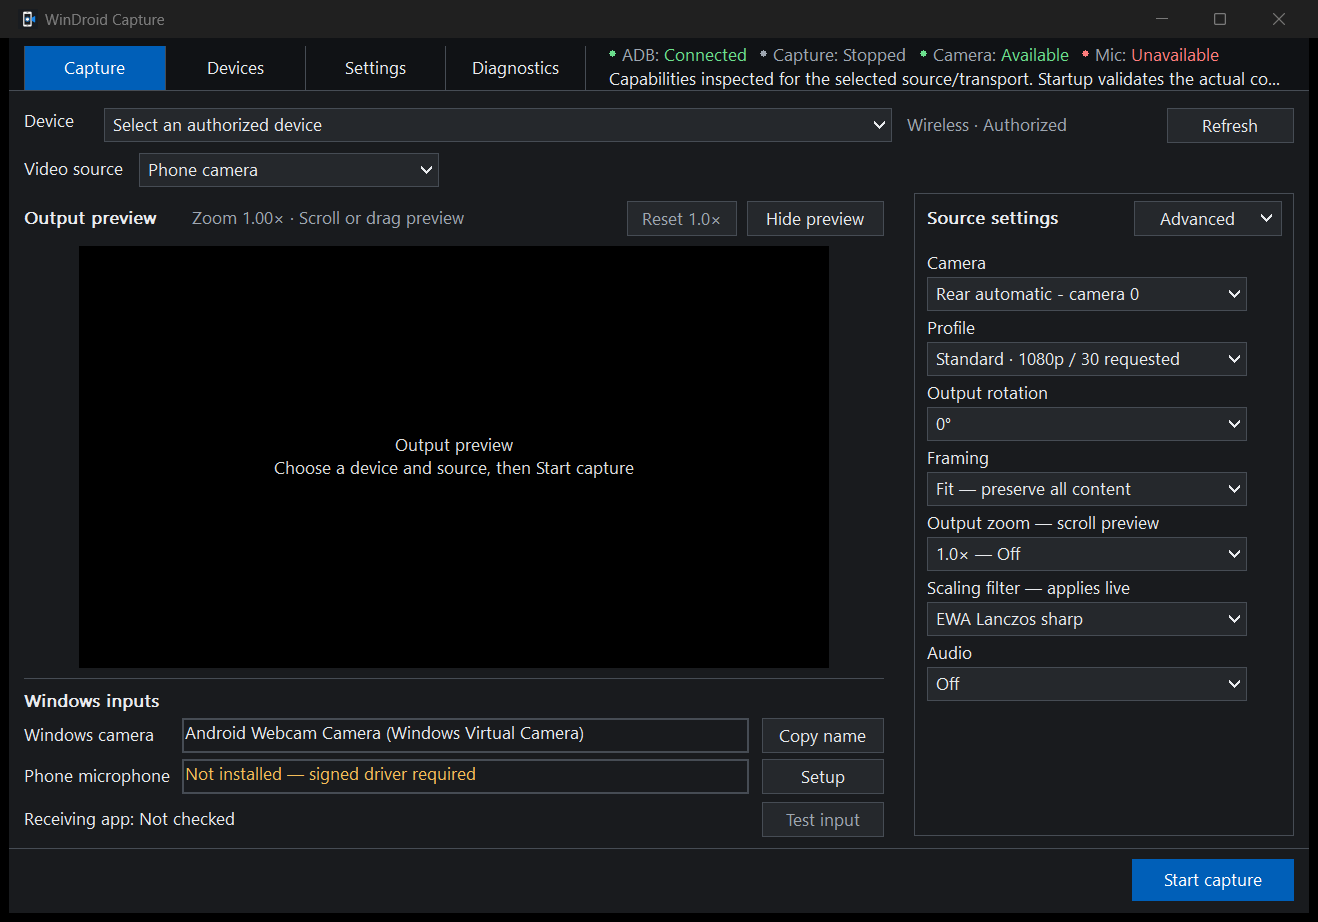 WinDroid Capture
Capture
Devices
Settings
Diagnostics
ADB: Connected
Capture: Stopped
Camera: Available
Mic: Unavailable
Capabilities inspected for the selected source/transport. Startup validates the actual co...
Device
Select an authorized device
Wireless · Authorized
Refresh
Video source
Phone camera
Output preview
Zoom 1.00× · Scroll or drag preview
Reset 1.0×
Hide preview
Output preview
Choose a device and source, then Start capture
Source settings
Advanced
Camera
Rear automatic - camera 0
Profile
Standard · 1080p / 30 requested
Output rotation
0°
Framing
Fit — preserve all content
Output zoom — scroll preview
1.0× — Off
Scaling filter — applies live
EWA Lanczos sharp
Audio
Off
Windows inputs
Windows camera
Android Webcam Camera (Windows Virtual Camera)
Copy name
Phone microphone
Not installed — signed driver required
Setup
Receiving app: Not checked
Test input
Start capture